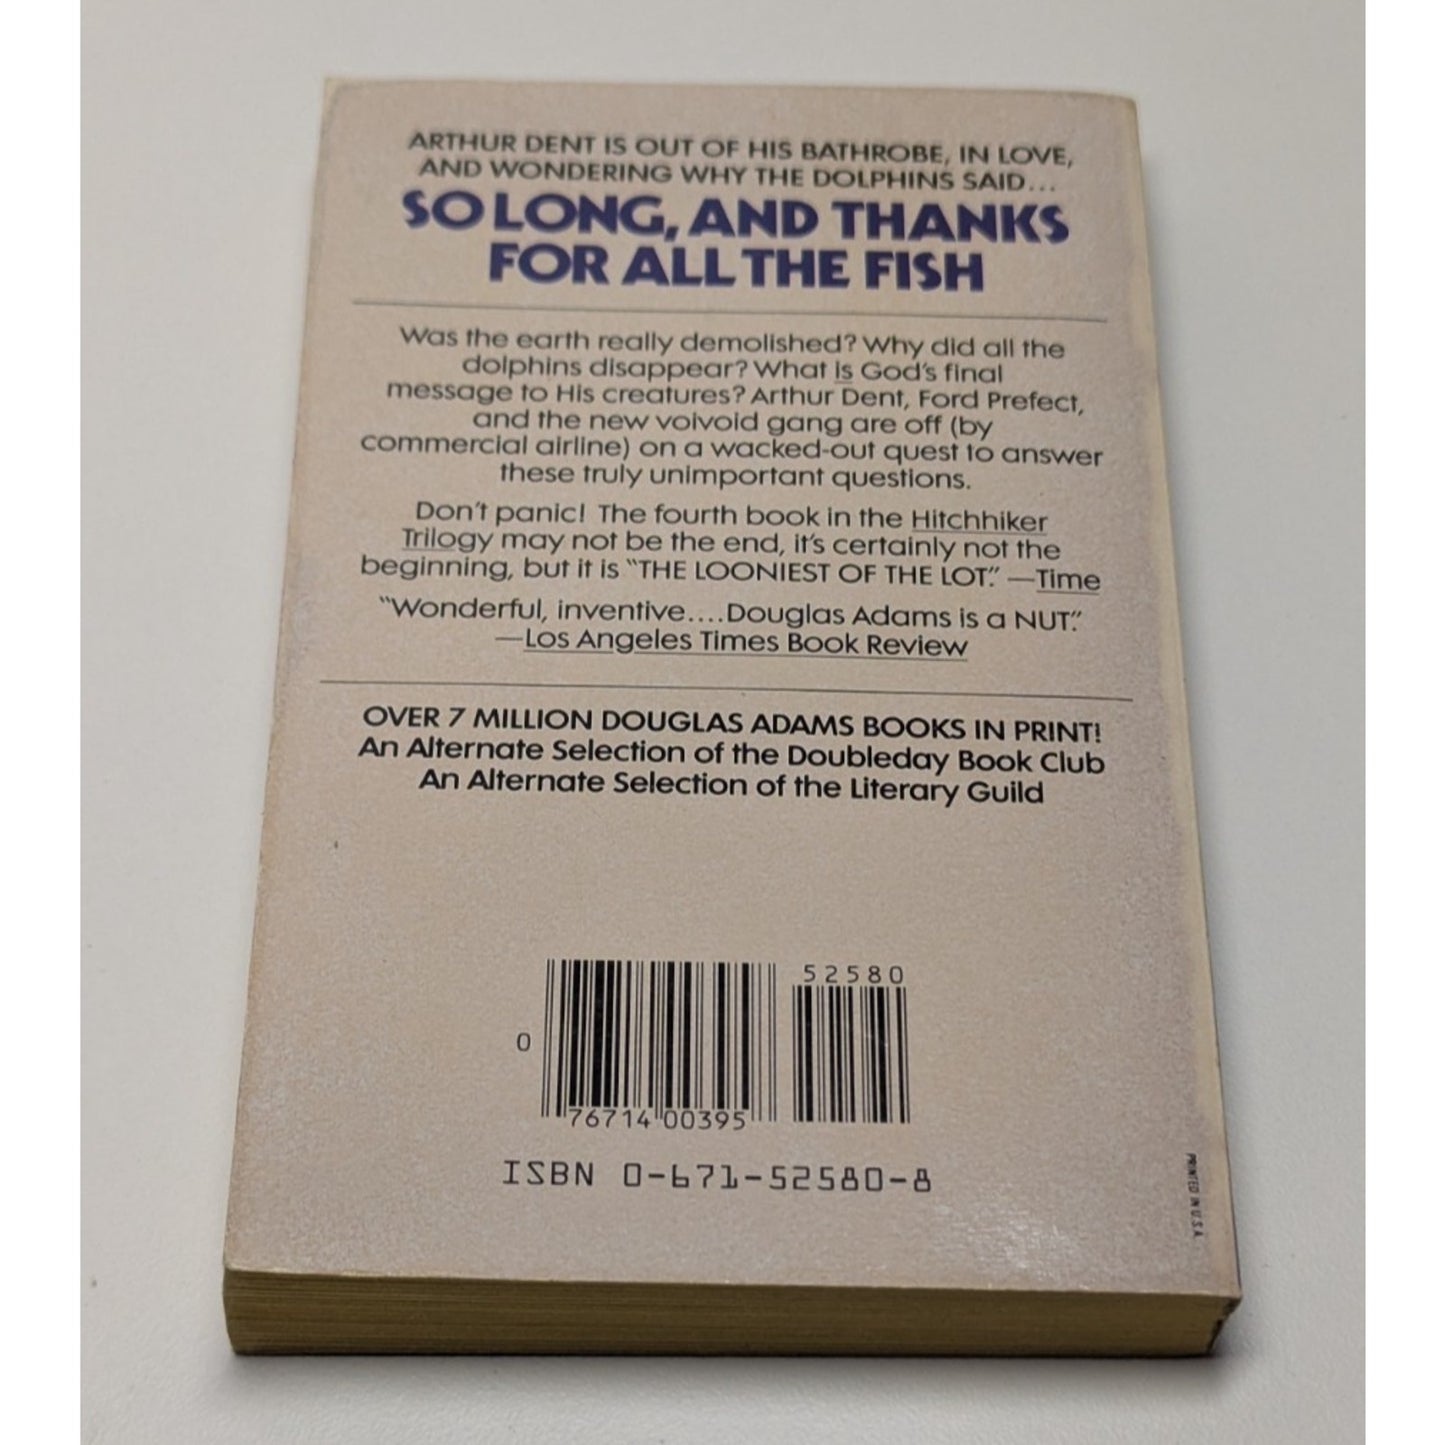 ARTHUR DENT IS OUT OF HIS BATHROBE, IN LOVE,
AND WONDERING WHY THE DOLPHINS SAID...
SO LONG, AND THANKS
FOR ALL THE FISH
Was the earth really demolished? Why did all the
dolphins disappear? What is God's final
message to His creatures? Arthur Dent, Ford Prefect,
and the new voivoid gang are off (by
commercial airline) on a wacked-out quest to answer
these truly unimportant questions.
Don't panic! The fourth book in the Hitchhiker
Trilogy may not be the end, it's certainly not the
beginning, but it is "THE LOONIEST OF THE LOT." —Time
"Wonderful, inventive....Douglas Adams is a NUT."
—Los Angeles Times Book Review
OVER 7 MILLION DOUGLAS ADAMS BOOKS IN PRINT!
An Alternate Selection of the Doubleday Book Club
An Alternate Selection of the Literary Guild
52580
0
76714 00395
ISBN 0-671-52580-8
PRINTED IN U.S.A.